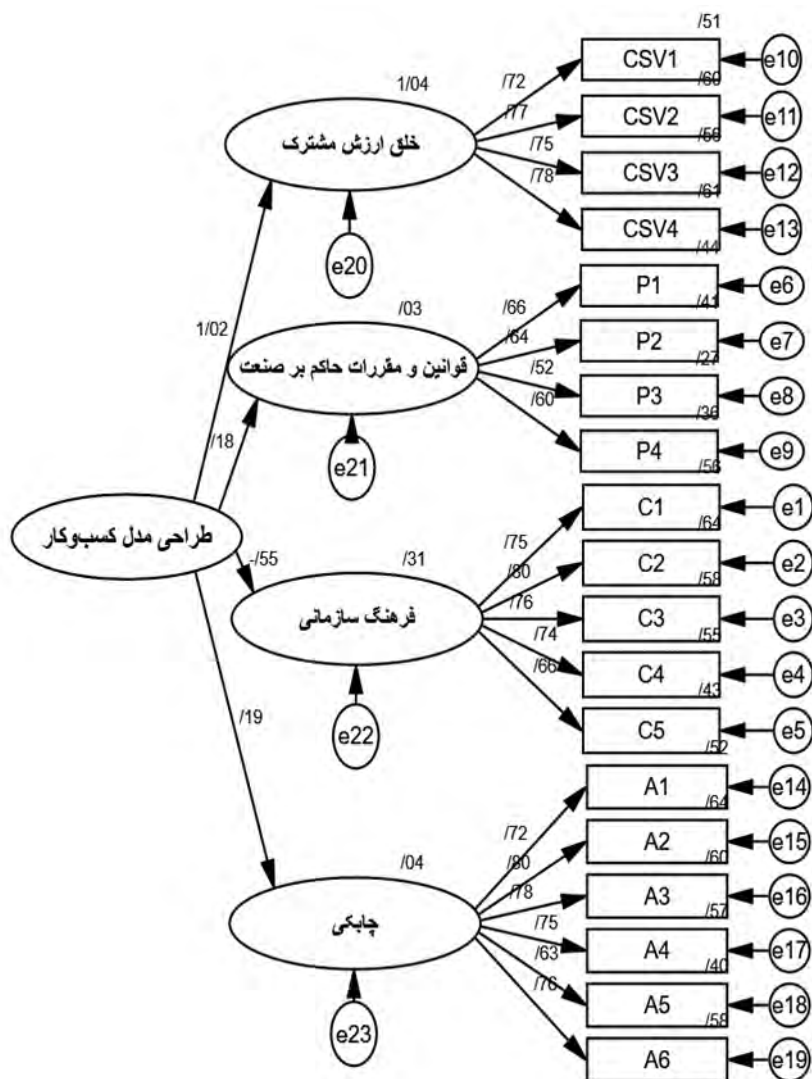 /51
CSV1
e10
/72
/60
1/04
/77
CSV2
e11
خلق ارزش مشترک
/56
/75
CSV3
e12
/78
/61
CSV4
e13
e20
/44
P1
e6
/66
/41
/03
1/02
/64
P2
e7
قوانین و مقررات حاکم بر صنعت
/27
/52
P3
e8
/60
/36
/18
P4
e9
e21
/56
C1
e1
/64
طراحی مدل کسب‌وکار
/75
-/55
/31
/80
C2
e2
/58
/76
فرهنگ سازمانی
C3
e3
/74
/55
/66
C4
e4
/43
/19
e22
C5
e5
/52
A1
e14
/64
/72
/04
/80
A2
e15
/60
/78
A3
e16
چابکی
/57
/75
A4
e17
/63
/40
/76
A5
e18
/58
e23
A6
e19